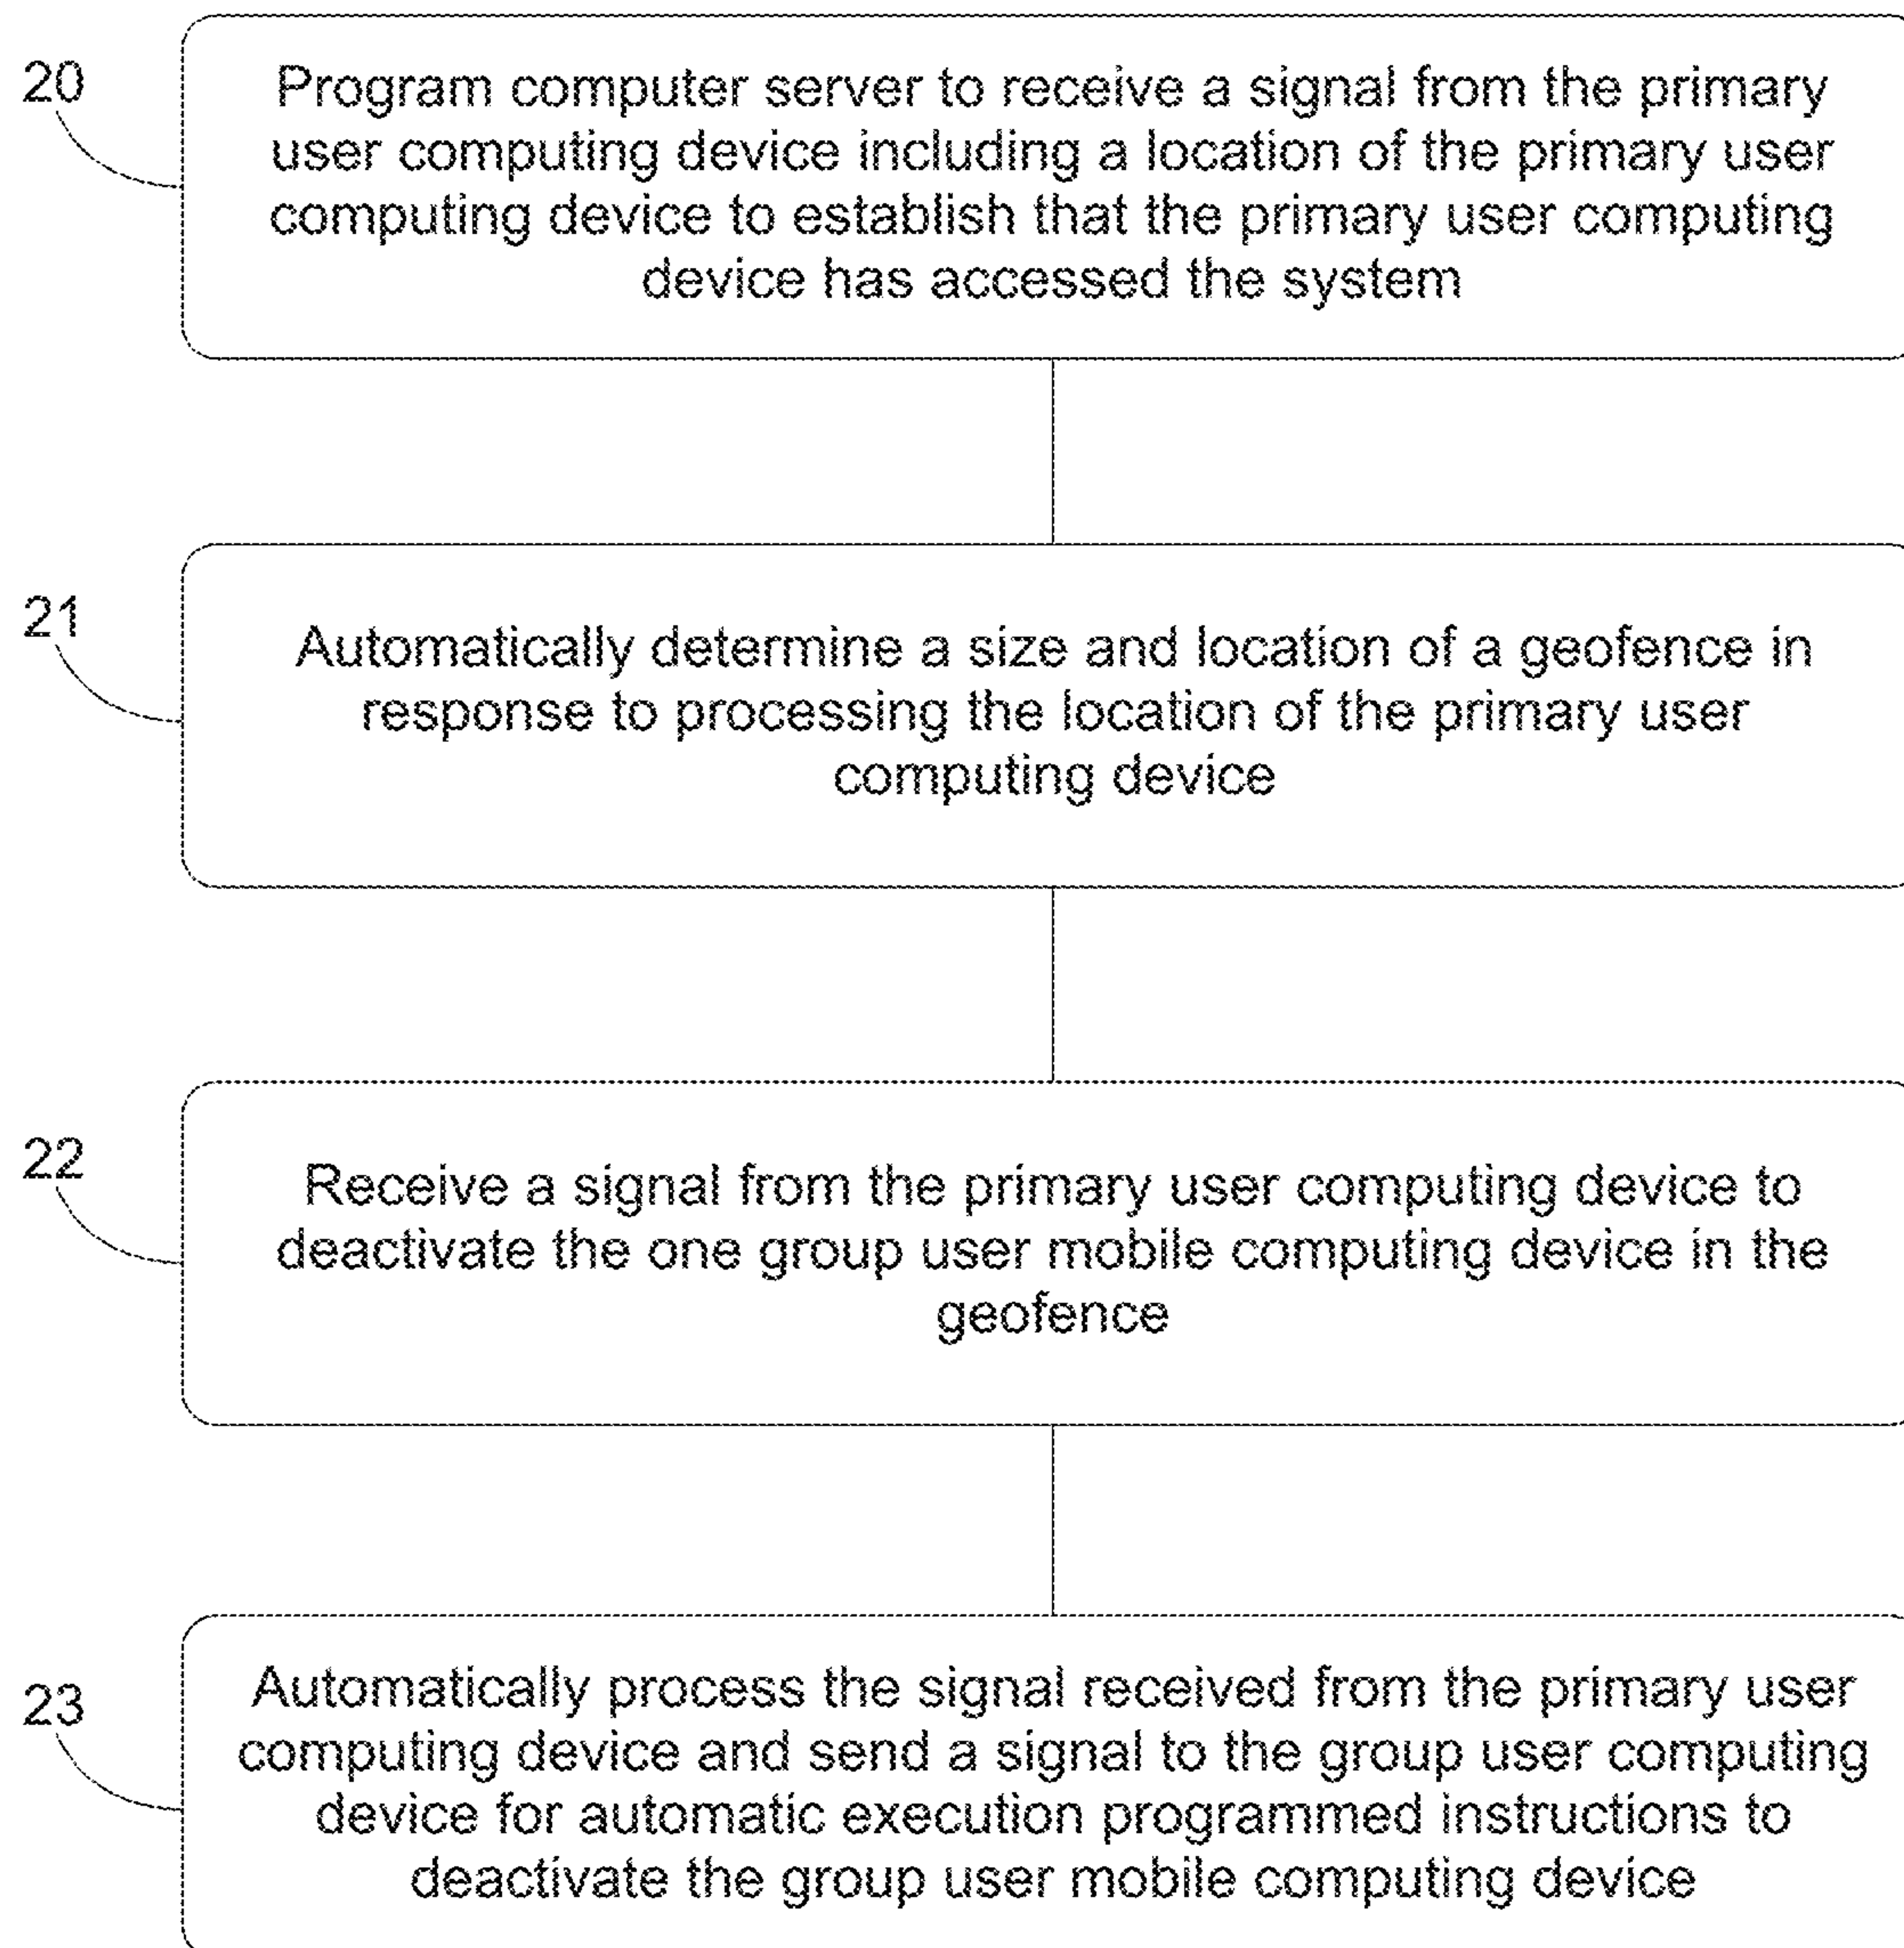 20
Program computer server to receive a signal from the primary
user computing device including a location of the primary user
computing device to establish that the primary user computing
device has accessed the system
21
Automatically determine a size and location of a geofence in
response to processing the location of the primary user
computing device
22
Receive a signal from the primary user computing device to
deactivate the one group user mobile computing device in the
geofence
23
Automatically process the signal received from the primary user
computing device and send a signal to the group user computing
device for automatic execution programmed instructions to
deactivate the group user mobile computing device